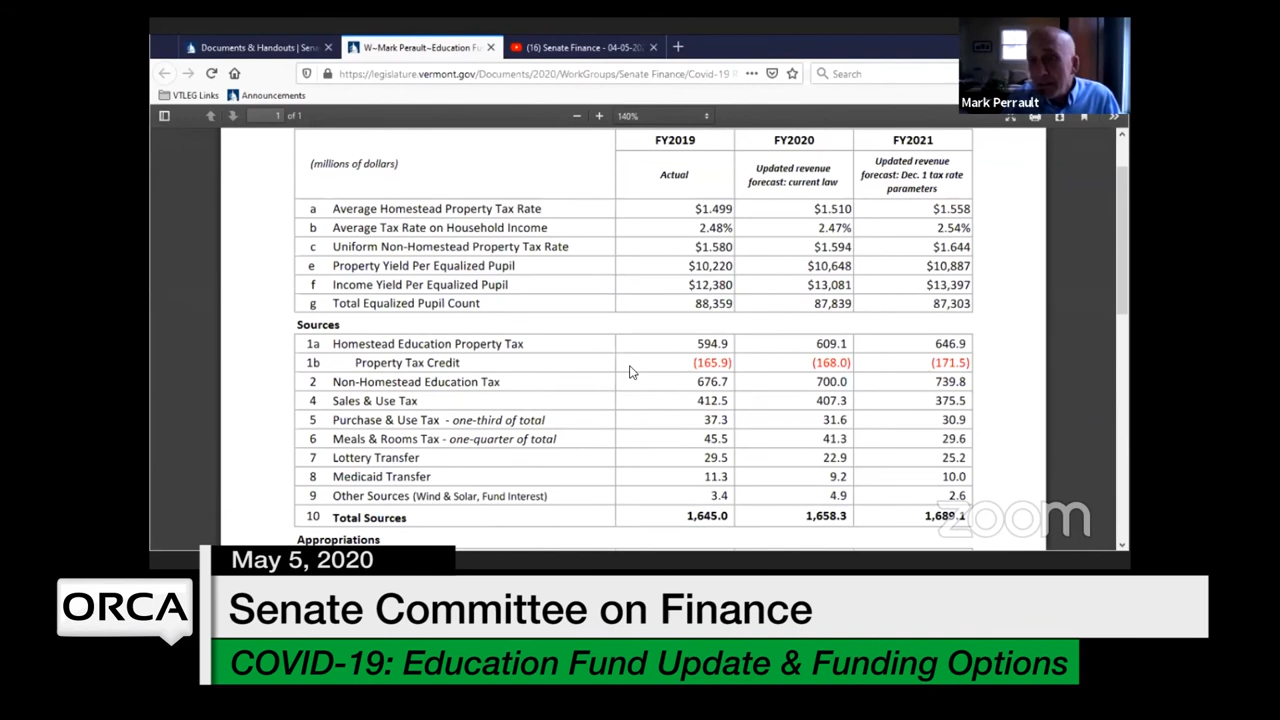 Documents & Handouts | Sen
W~Mark Perault~Education Fu
(16) Senate Finance - 04-05-20
https://legislature.vermont.gov/Documents/2020/WorkGroups/Senate Finance/Covid-19 R
Search
Mark Perrault
VTLEG Links
Announcements
1 of 1
140%
FY2019 FY2020 FY2021
(millions of dollars)
Actual
Updated revenue forecast: current law
Updated revenue forecast: Dec. 1 tax rate parameters
a Average Homestead Property Tax Rate $1.499 $1.510 $1.558
b Average Tax Rate on Household Income 2.48% 2.47% 2.54%
c Uniform Non-Homestead Property Tax Rate $1.580 $1.594 $1.644
e Property Yield Per Equalized Pupil $10,220 $10,648 $10,887
f Income Yield Per Equalized Pupil $12,380 $13,081 $13,397
g Total Equalized Pupil Count 88,359 87,839 87,303
Sources
1a Homestead Education Property Tax 594.9 609.1 646.9
1b Property Tax Credit (165.9) (168.0) (171.5)
2 Non-Homestead Education Tax 676.7 700.0 739.8
4 Sales & Use Tax 412.5 407.3 375.5
5 Purchase & Use Tax - one-third of total 37.3 31.6 30.9
6 Meals & Rooms Tax - one-quarter of total 45.5 41.3 29.6
7 Lottery Transfer 29.5 22.9 25.2
8 Medicaid Transfer 11.3 9.2 10.0
9 Other Sources (Wind & Solar, Fund Interest) 3.4 4.9 2.6
10 Total Sources 1,645.0 1,658.3 1,689.1
zoom
Appropriations
May 5, 2020
ORCA
Senate Committee on Finance
COVID-19: Education Fund Update & Funding Options